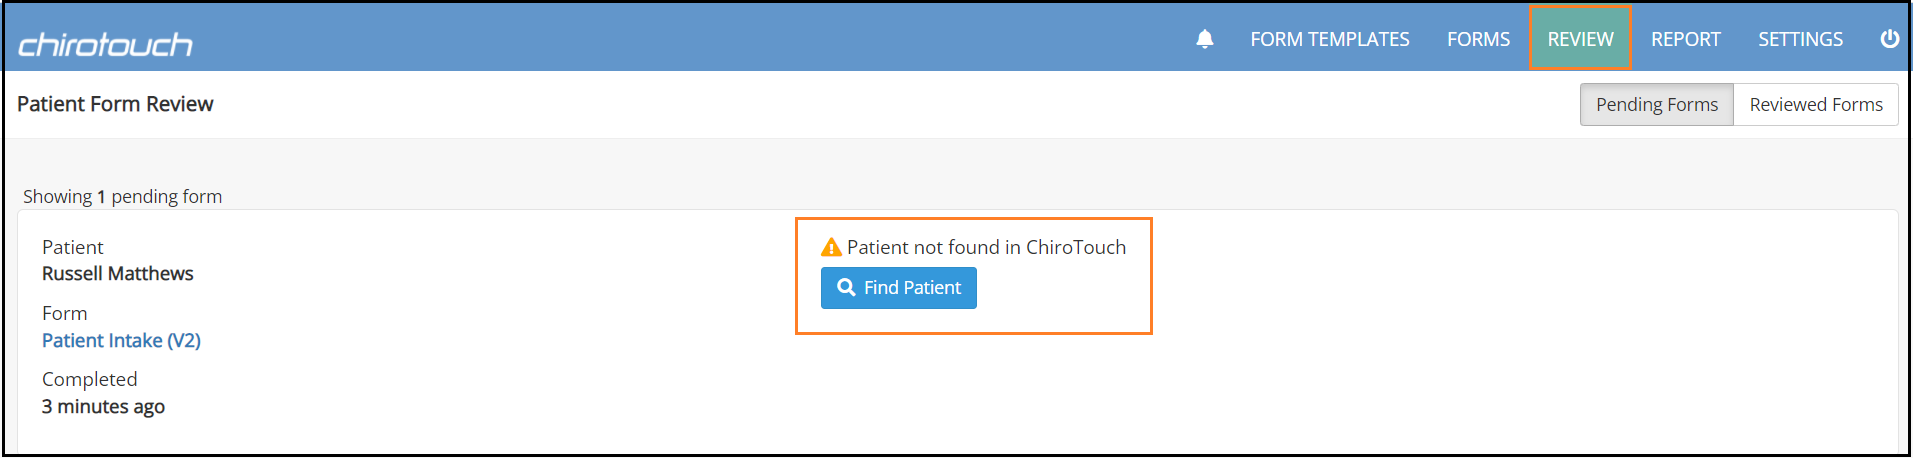 chirotouch
FORM TEMPLATES FORMS REVIEW REPORT SETTINGS
Patient Form Review
Pending Forms Reviewed Forms
Showing 1 pending form
Patient
Russell Matthews
Form
Patient Intake (V2)
Completed
3 minutes ago
Patient not found in ChiroTouch
Find Patient